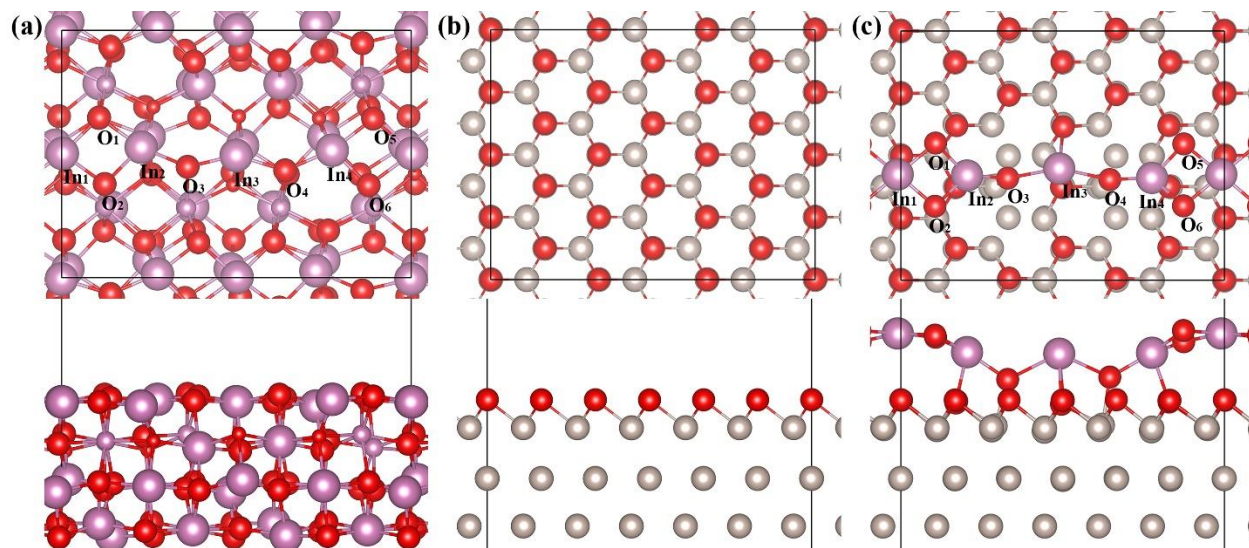 (a)
O₁
O₅
In₁
In₂
O₃
In₃
O₄
In₄
O₂
O₆
(b)
(c)
O₁
O₅
In₁
In₂
O₃
In₃
O₄
In₄
O₂
O₆